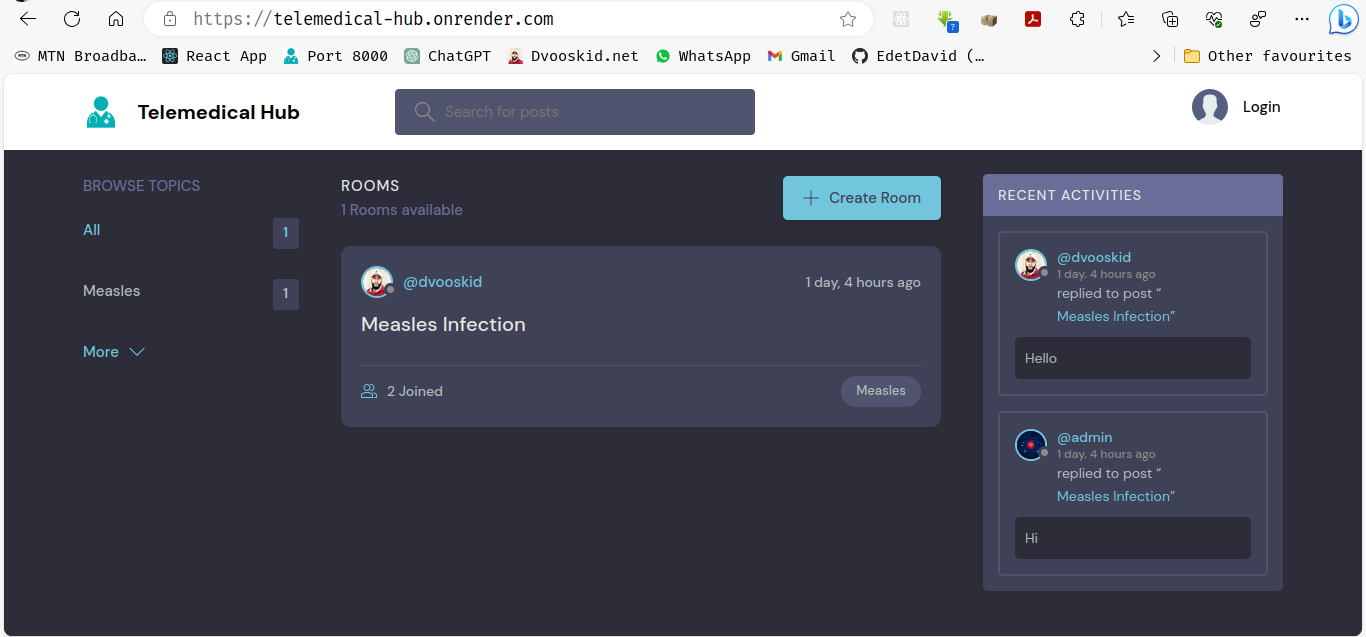 https://telemedical-hub.onrender.com
MTN Broadba… React App Port 8000 ChatGPT Dvooskid.net WhatsApp Gmail EdetDavid (… Other favourites
Telemedical Hub
Search for posts
Login
BROWSE TOPICS
All
1
Measles
1
More
ROOMS
1 Rooms available
Create Room
@dvooskid
1 day, 4 hours ago
Measles Infection
2 Joined
Measles
RECENT ACTIVITIES
@dvooskid
1 day, 4 hours ago
replied to post “
Measles Infection”
Hello
@admin
1 day, 4 hours ago
replied to post “
Measles Infection”
Hi